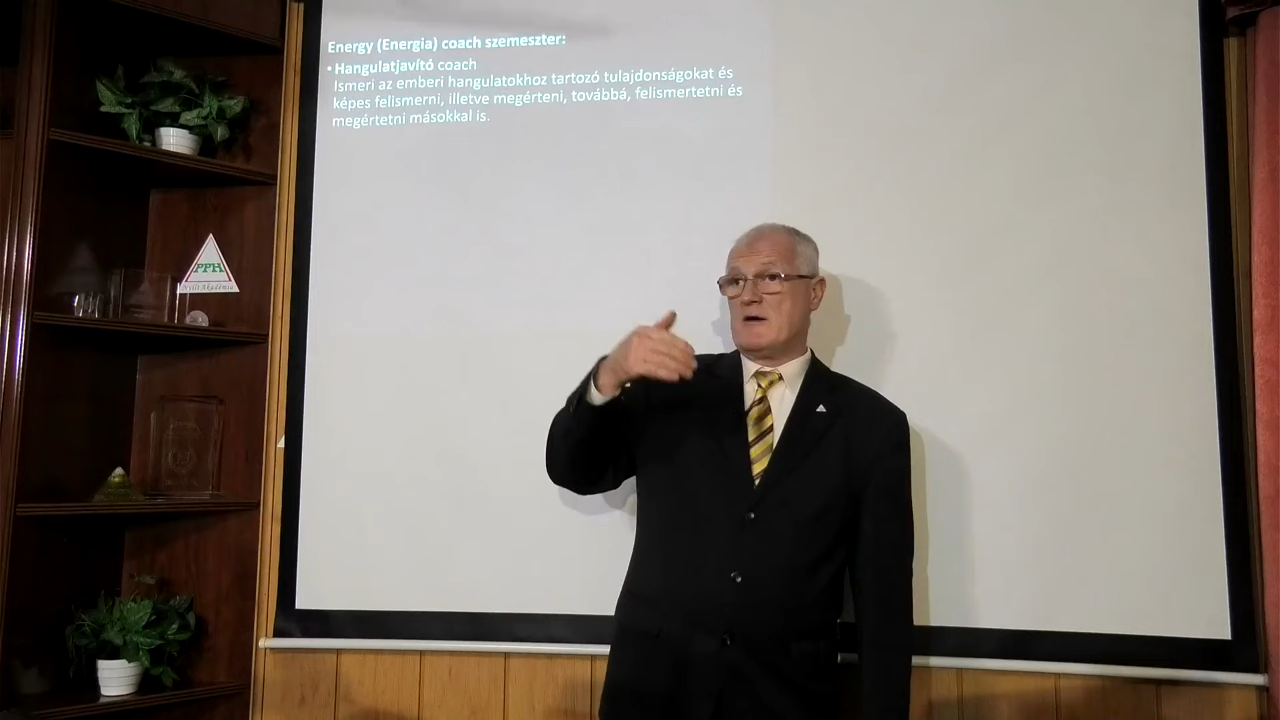 Energy (Energia) coach szemeszter:
• Hangulatjavító coach
Ismeri az emberi hangulatokhoz tartozó tulajdonságokat és
képes felismerni, illetve megérteni, továbbá, felismertetni és
megértetni másokkal is.
PPH
Nyílt Akadémia